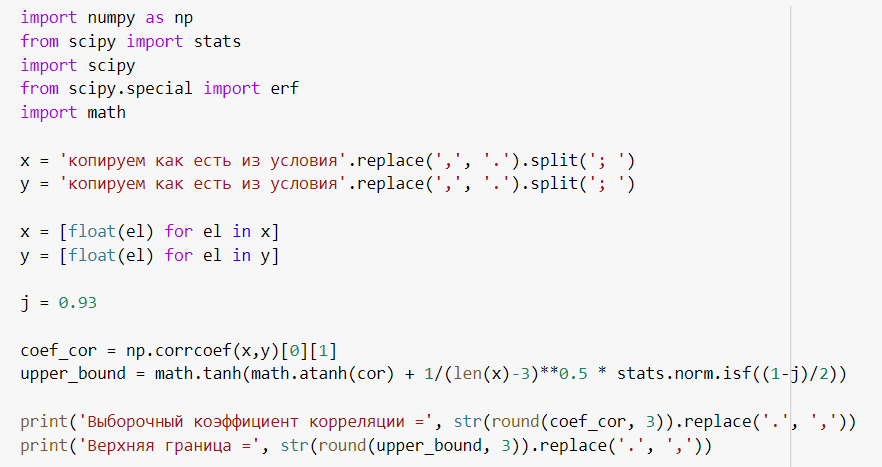 import numpy as np
from scipy import stats
import scipy
from scipy.special import erf
import math
x = 'копируем как есть из условия'.replace(',', '.').split('; ')
y = 'копируем как есть из условия'.replace(',', '.').split('; ')
x = [float(el) for el in x]
y = [float(el) for el in y]
j = 0.93
coef_cor = np.corrcoef(x,y)[0][1]
upper_bound = math.tanh(math.atanh(cor) + 1/(len(x)-3)**0.5 * stats.norm.isf((1-j)/2))
print('Выборочный коэффициент корреляции =', str(round(coef_cor, 3)).replace('.', ','))
print('Верхняя граница =', str(round(upper_bound, 3)).replace('.', ','))